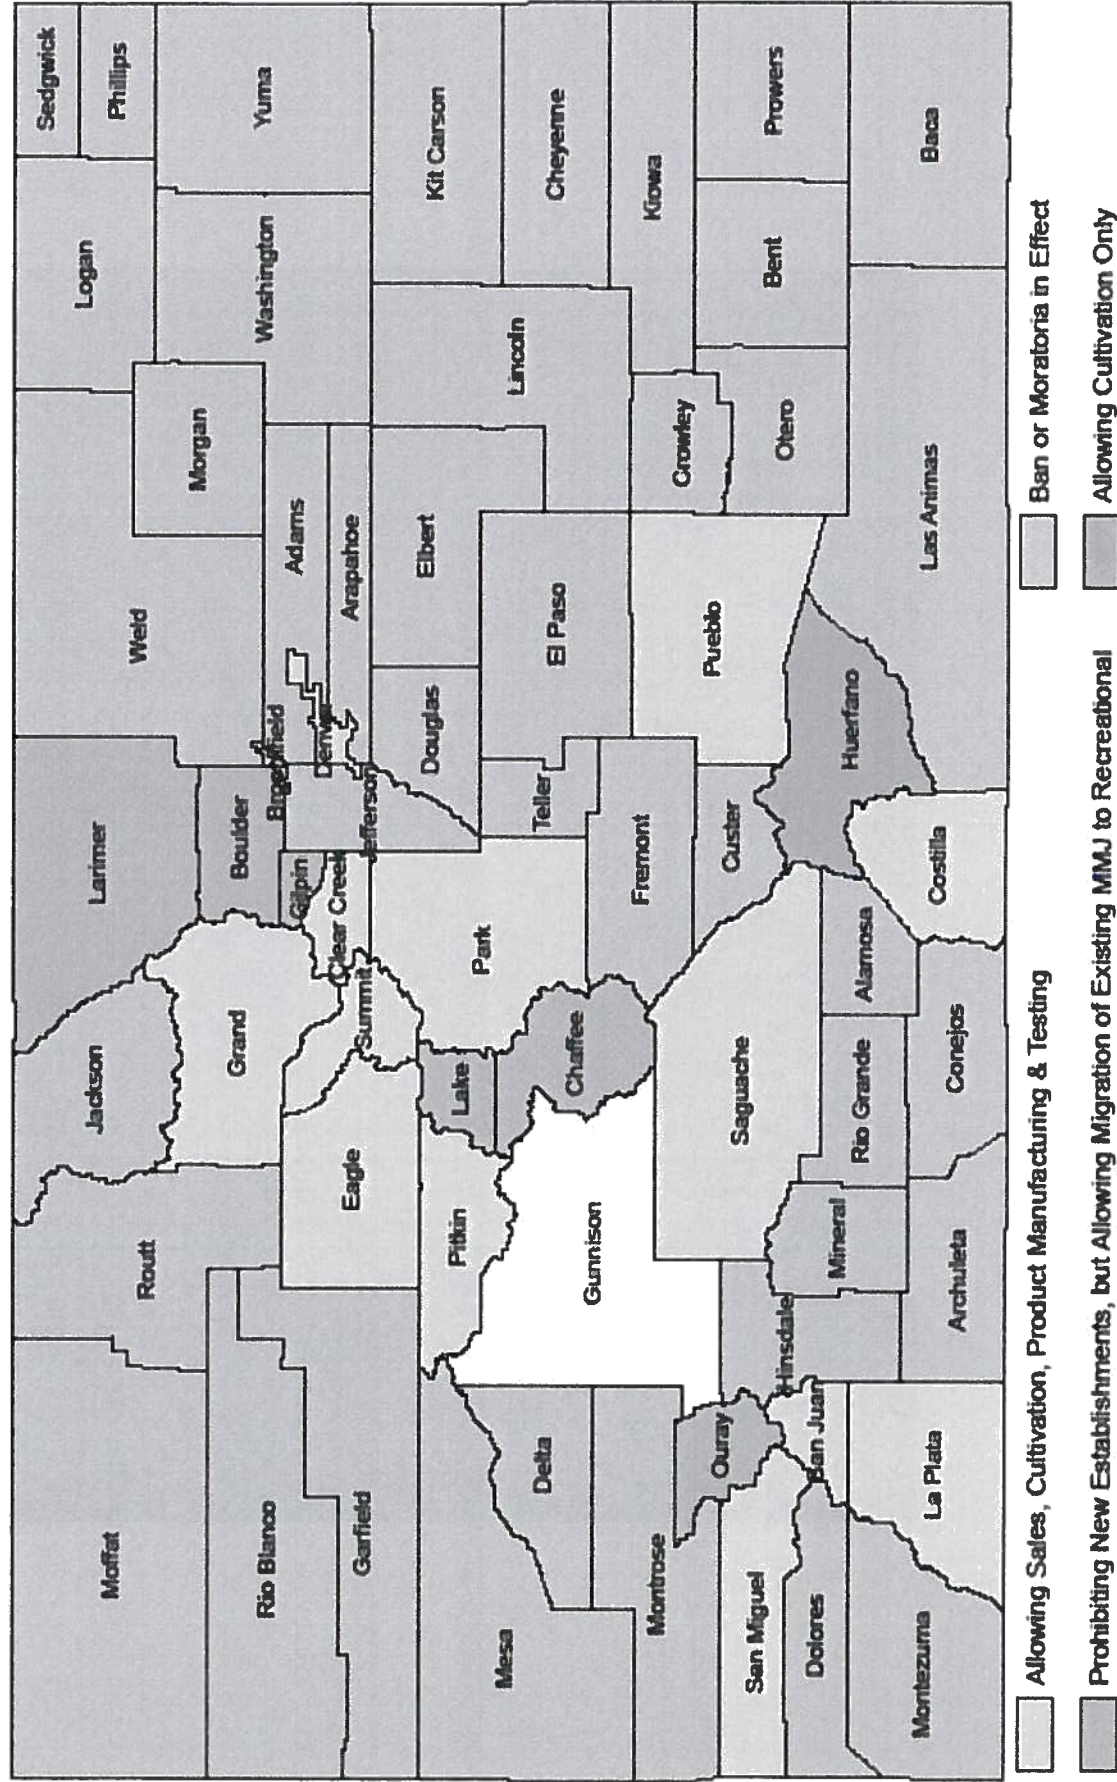 Moffat
Routt
Jackson
Larimer
Weld
Logan
Sedgwick
Phillips
Morgan
Rio Blanco
Grand
Boulder
Broomfield
Gilpin
Adams
Washington
Yuma
Garfield
Eagle
Summit
Clear Creek
Jefferson
Denver
Arapahoe
Mesa
Pitkin
Lake
Park
Douglas
Elbert
Lincoln
Kit Carson
Delta
Gunnison
Chaffee
Teller
El Paso
Cheyenne
Montrose
Fremont
Crowley
Kiowa
Ouray
Saguache
Custer
Pueblo
Otero
Bent
Prowers
San Miguel
Hinsdale
San Juan
Mineral
Rio Grande
Alamosa
Huerfano
Dolores
Montezuma
La Plata
Archuleta
Conejos
Costilla
Las Animas
Baca
Allowing Sales, Cultivation, Product Manufacturing & Testing
Ban or Moratoria in Effect
Prohibiting New Establishments, but Allowing Migration of Existing MMJ to Recreational
Allowing Cultivation Only